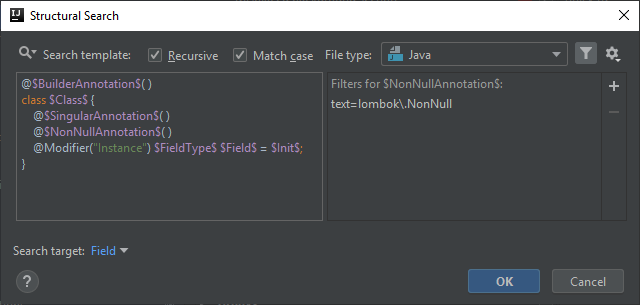 IJ
Structural Search
Search template:
Recursive
Match case
File type:
Java
@$BuilderAnnotation$( )
class $Class$ {
@$SingularAnnotation$( )
@$NonNullAnnotation$( )
@Modifier("Instance") $FieldType$ $Field$ = $Init$;
}
Filters for $NonNullAnnotation$:
text=lombok\.NonNull
Search target: Field
?
OK
Cancel